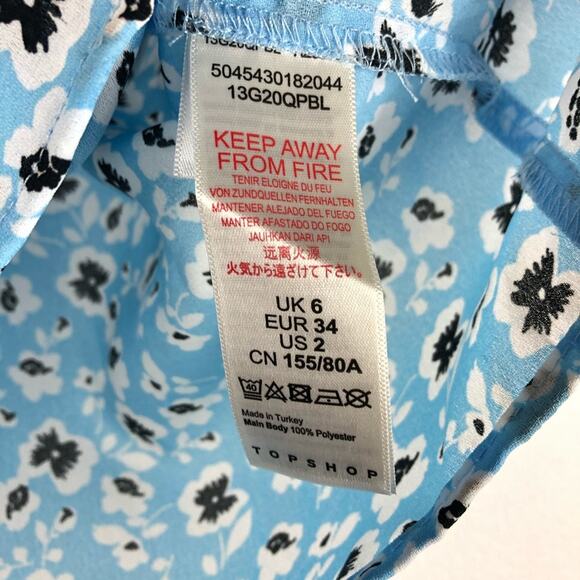 5045430182044
13G20QPBL
KEEP AWAY
FROM FIRE
TENIR ELOIGNE DU FEU
VON ZUNDQUELLEN FERNHALTEN
MANTENER ALEJADO DEL FUEGO
MANTER AFASTADO DO FOGO
JAUHKAN DARI API
远离火源
火気から遠ざけて下さい
UK 6
EUR 34
US 2
CN 155/80A
40
Made in Turkey
Main Body 100% Polyester
TOPSHOP